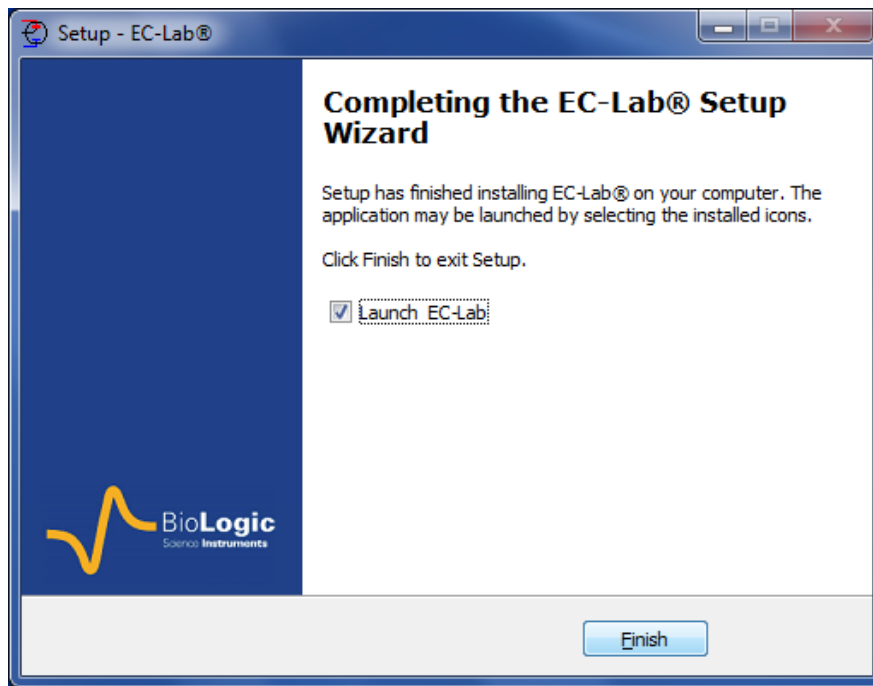 Setup - EC-Lab®
Completing the EC-Lab® Setup
Wizard
Setup has finished installing EC-Lab® on your computer. The
application may be launched by selecting the installed icons.
Click Finish to exit Setup.
Launch EC-Lab
BioLogic
Science Instruments
Finish